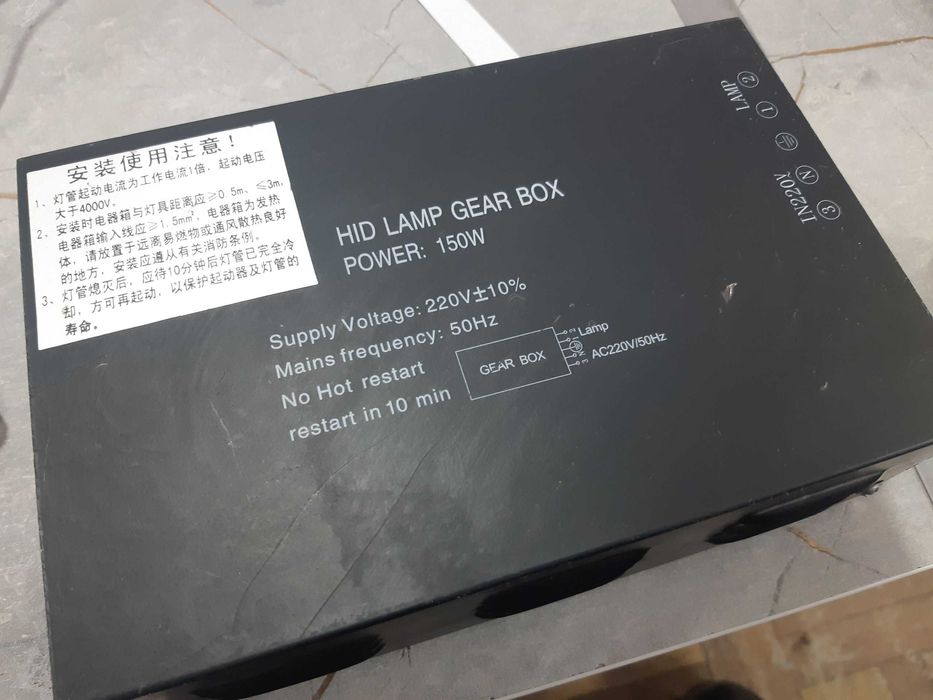 安装使用注意！
1、灯管起动电流为工作电流1倍，起动电压
大于4000V。
2、安装时电器箱与灯具距离应≥0.5m、≤3m，
电器箱输入线应≥1.5mm²，电器箱为发热
体，请放置于远离易燃物或通风散热良好
的地方，安装应遵从有关消防条例。
3、灯管熄灭后，应待10分钟后灯管已完全冷
却，方可再起动，以保护起动器及灯管的
寿命。
HID LAMP GEAR BOX
POWER: 150W
Supply Voltage: 220V±10%
Mains frequency: 50Hz
No Hot restart
restart in 10 min
GEAR BOX
2 Lamp
1
N
3 AC220V/50Hz
LAMP
2
1
IN220V
N
3